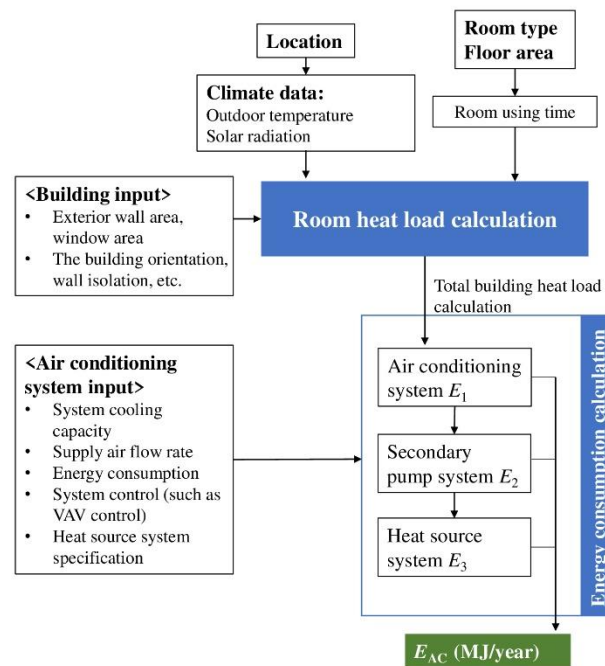 Location
Room type
Floor area
Climate data:
Outdoor temperature
Solar radiation
Room using time
<Building input>
• Exterior wall area,
window area
• The building orientation,
wall isolation, etc.
Room heat load calculation
Total building heat load
calculation
<Air conditioning
system input>
• System cooling
capacity
• Supply air flow rate
• Energy consumption
• System control (such as
VAV control)
• Heat source system
specification
Air conditioning
system E₁
Secondary
pump system E₂
Heat source
system E₃
Energy consumption calculation
E_AC (MJ/year)